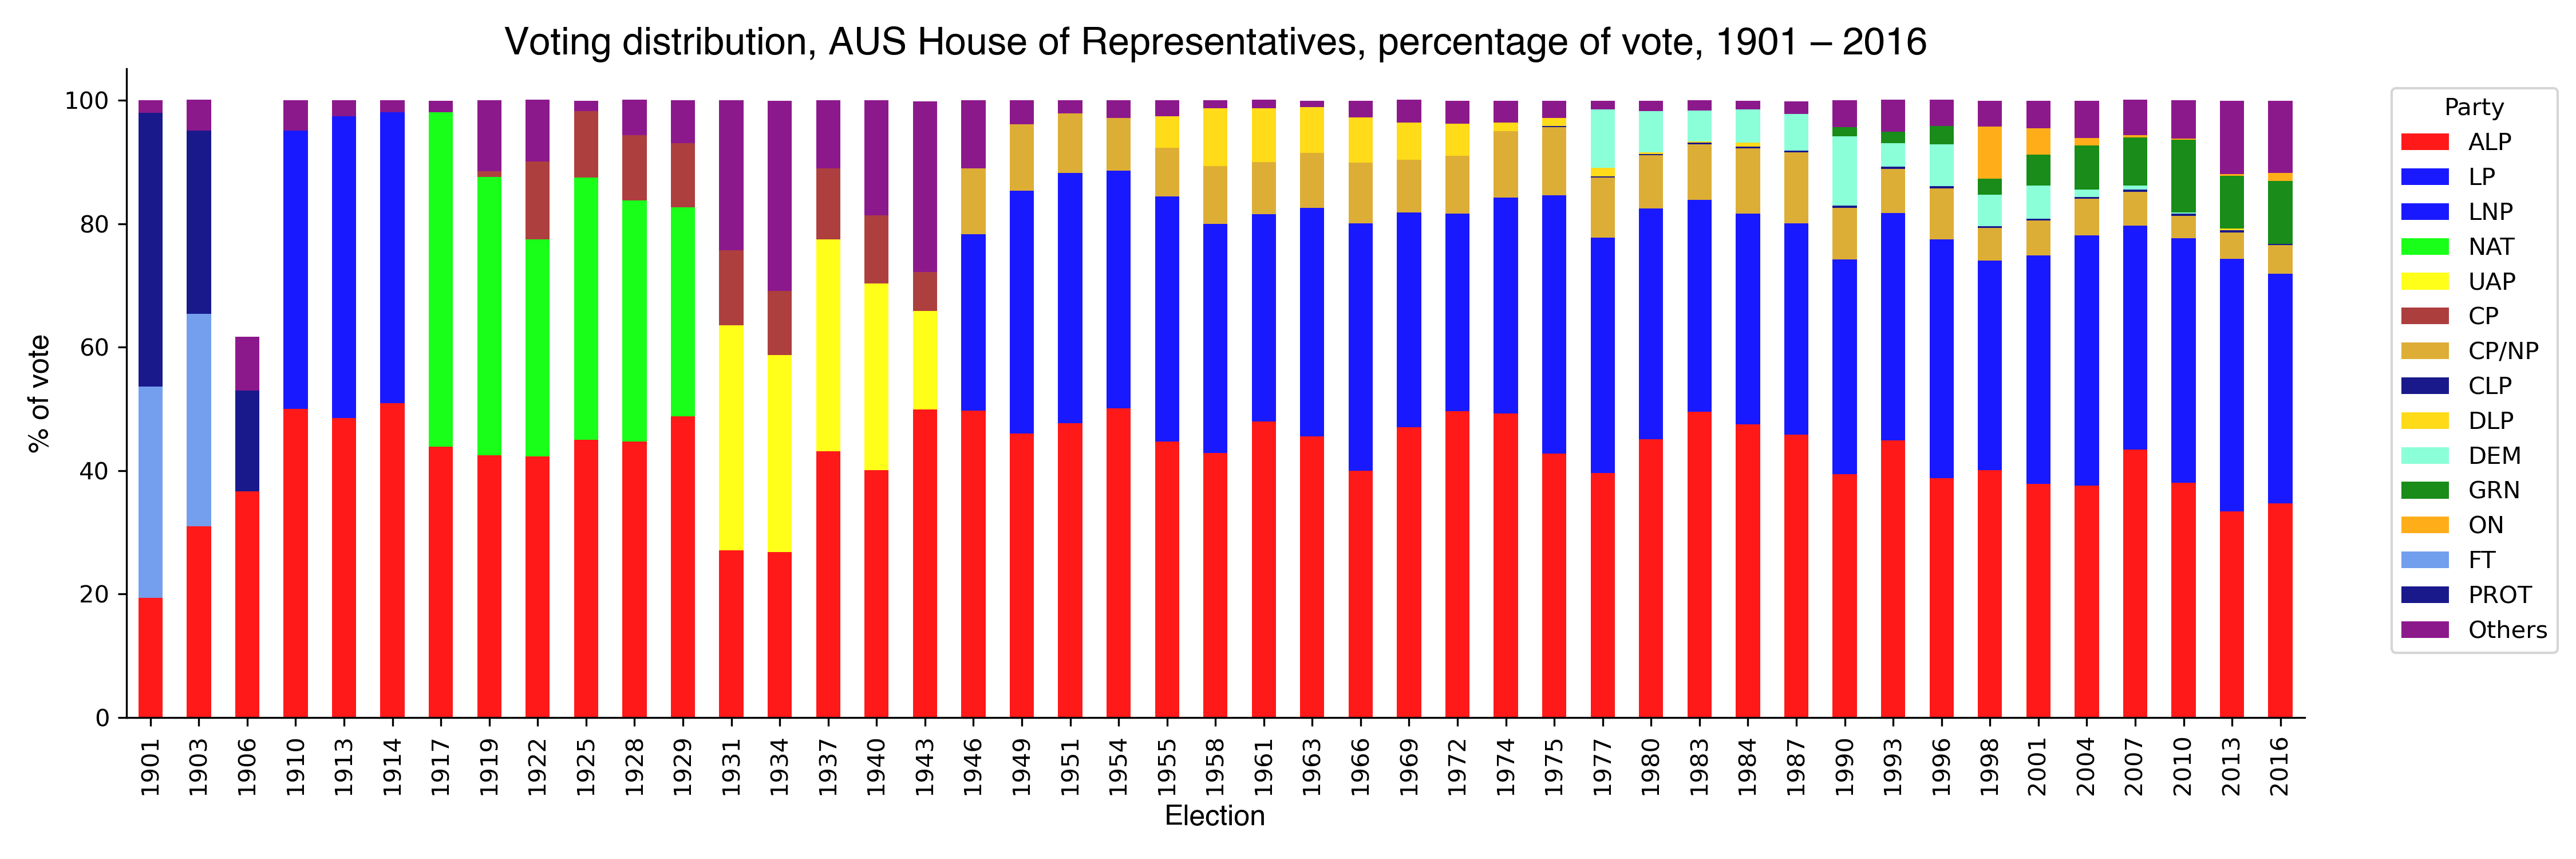 Voting distribution, AUS House of Representatives, percentage of vote, 1901 – 2016
100
80
60
40
20
0
% of vote
1901
1903
1906
1910
1913
1914
1917
1919
1922
1925
1928
1929
1931
1934
1937
1940
1943
1946
1949
1951
1954
1955
1958
1961
1963
1966
1969
1972
1974
1975
1977
1980
1983
1984
1987
1990
1993
1996
1998
2001
2004
2007
2010
2013
2016
Election
Party
ALP
LP
LNP
NAT
UAP
CP
CP/NP
CLP
DLP
DEM
GRN
ON
FT
PROT
Others